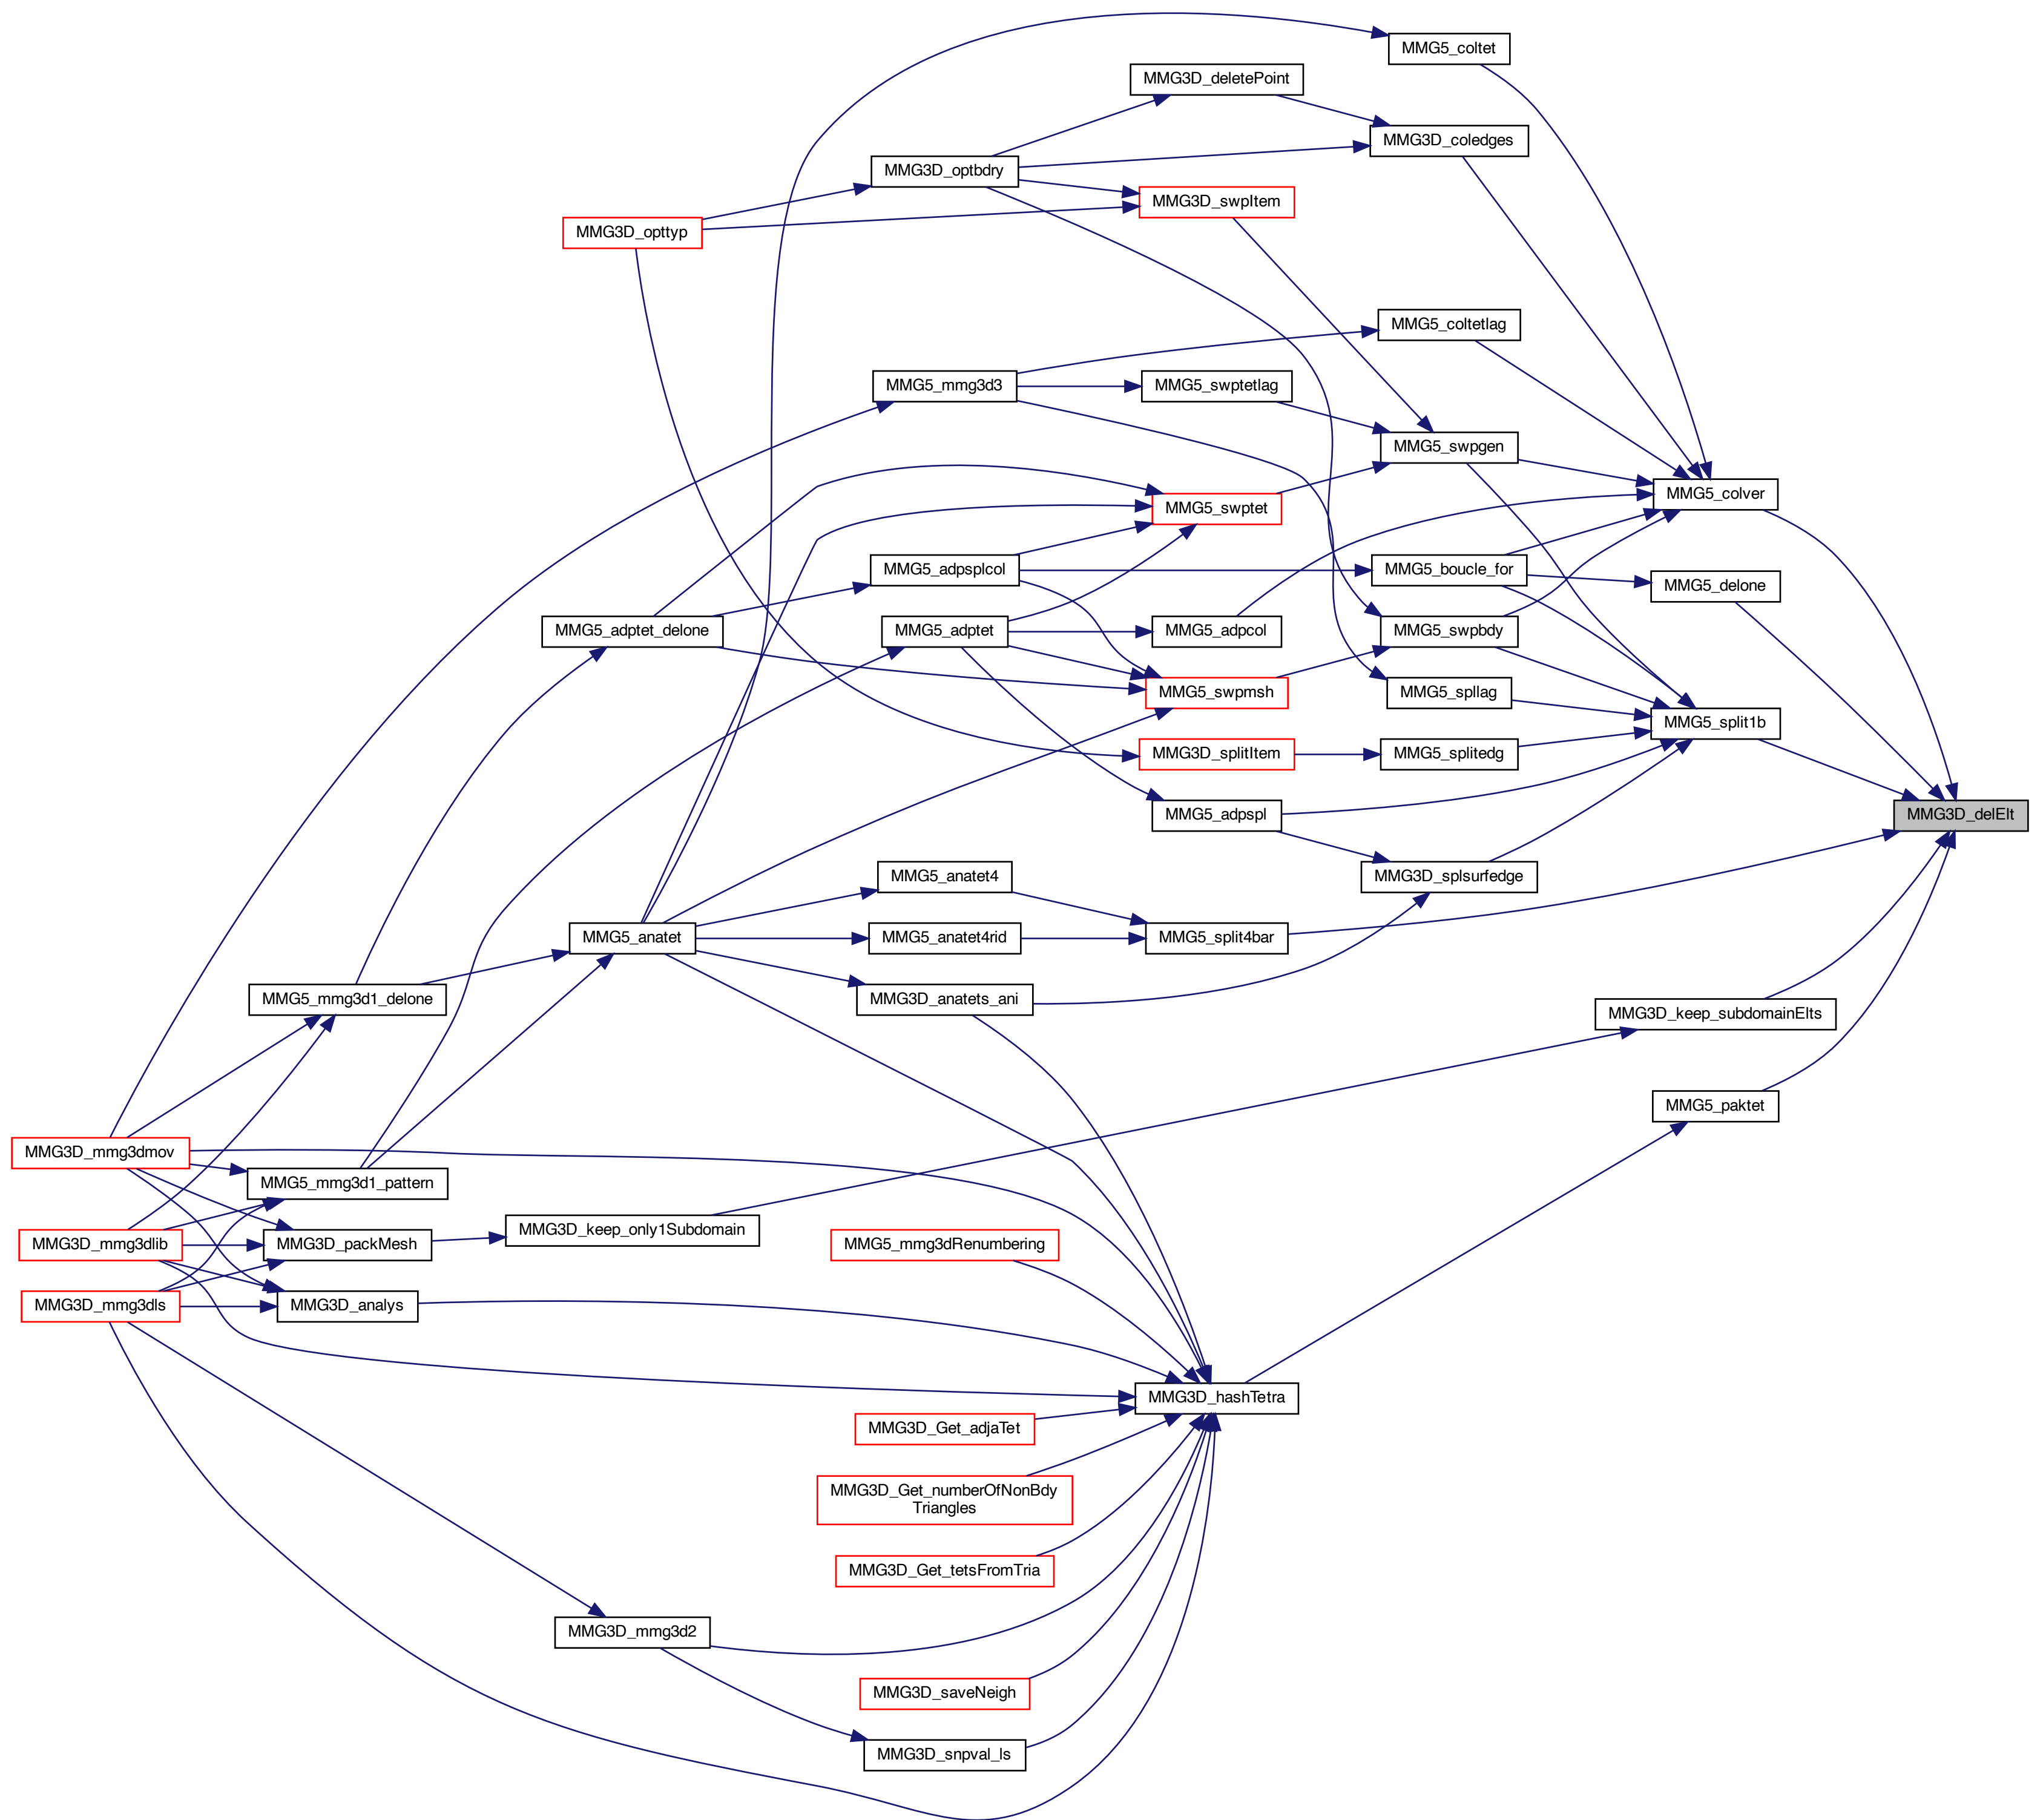 MMG5_coltet
MMG3D_deletePoint
MMG3D_coledges
MMG3D_optbdry
MMG3D_swpItem
MMG3D_opttyp
MMG5_coltetlag
MMG5_mmg3d3
MMG5_swptetlag
MMG5_swpgen
MMG5_colver
MMG5_swptet
MMG5_adpsplcol
MMG5_boucle_for
MMG5_delone
MMG5_adptet_delone
MMG5_adptet
MMG5_adpcol
MMG5_swpbdy
MMG5_swpmsh
MMG5_spllag
MMG5_split1b
MMG3D_splitItem
MMG5_splitedg
MMG5_adpspl
MMG3D_delElt
MMG5_anatet4
MMG3D_splsurfedge
MMG5_anatet
MMG5_anatet4rid
MMG5_split4bar
MMG5_mmg3d1_delone
MMG3D_anatets_ani
MMG3D_keep_subdomainElts
MMG5_paktet
MMG3D_mmg3dmov
MMG5_mmg3d1_pattern
MMG3D_keep_only1Subdomain
MMG3D_mmg3dlib
MMG3D_packMesh
MMG5_mmg3dRenumbering
MMG3D_mmg3dls
MMG3D_analys
MMG3D_hashTetra
MMG3D_Get_adjaTet
MMG3D_Get_numberOfNonBdy
Triangles
MMG3D_Get_tetsFromTria
MMG3D_mmg3d2
MMG3D_saveNeigh
MMG3D_snpval_ls